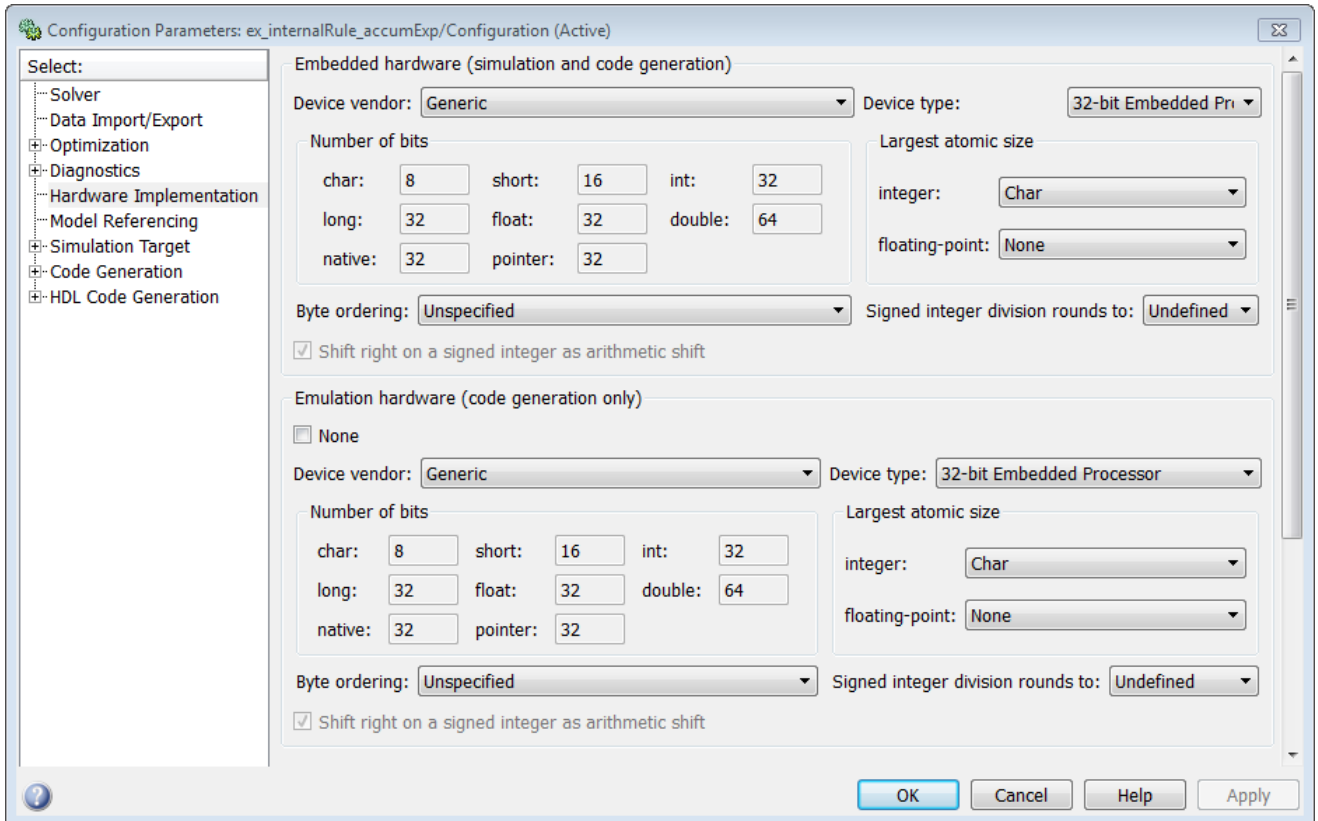 Configuration Parameters: ex_internalRule_accumExp/Configuration (Active)
Select:
Solver
Data Import/Export
Optimization
Diagnostics
Hardware Implementation
Model Referencing
Simulation Target
Code Generation
HDL Code Generation
Embedded hardware (simulation and code generation)
Device vendor: Generic Device type: 32-bit Embedded Pr
Number of bits Largest atomic size
char: 8 short: 16 int: 32
integer: Char
long: 32 float: 32 double: 64
floating-point: None
native: 32 pointer: 32
Byte ordering: Unspecified Signed integer division rounds to: Undefined
Shift right on a signed integer as arithmetic shift
Emulation hardware (code generation only)
None
Device vendor: Generic Device type: 32-bit Embedded Processor
Number of bits Largest atomic size
char: 8 short: 16 int: 32
integer: Char
long: 32 float: 32 double: 64
floating-point: None
native: 32 pointer: 32
Byte ordering: Unspecified Signed integer division rounds to: Undefined
Shift right on a signed integer as arithmetic shift
? OK Cancel Help Apply